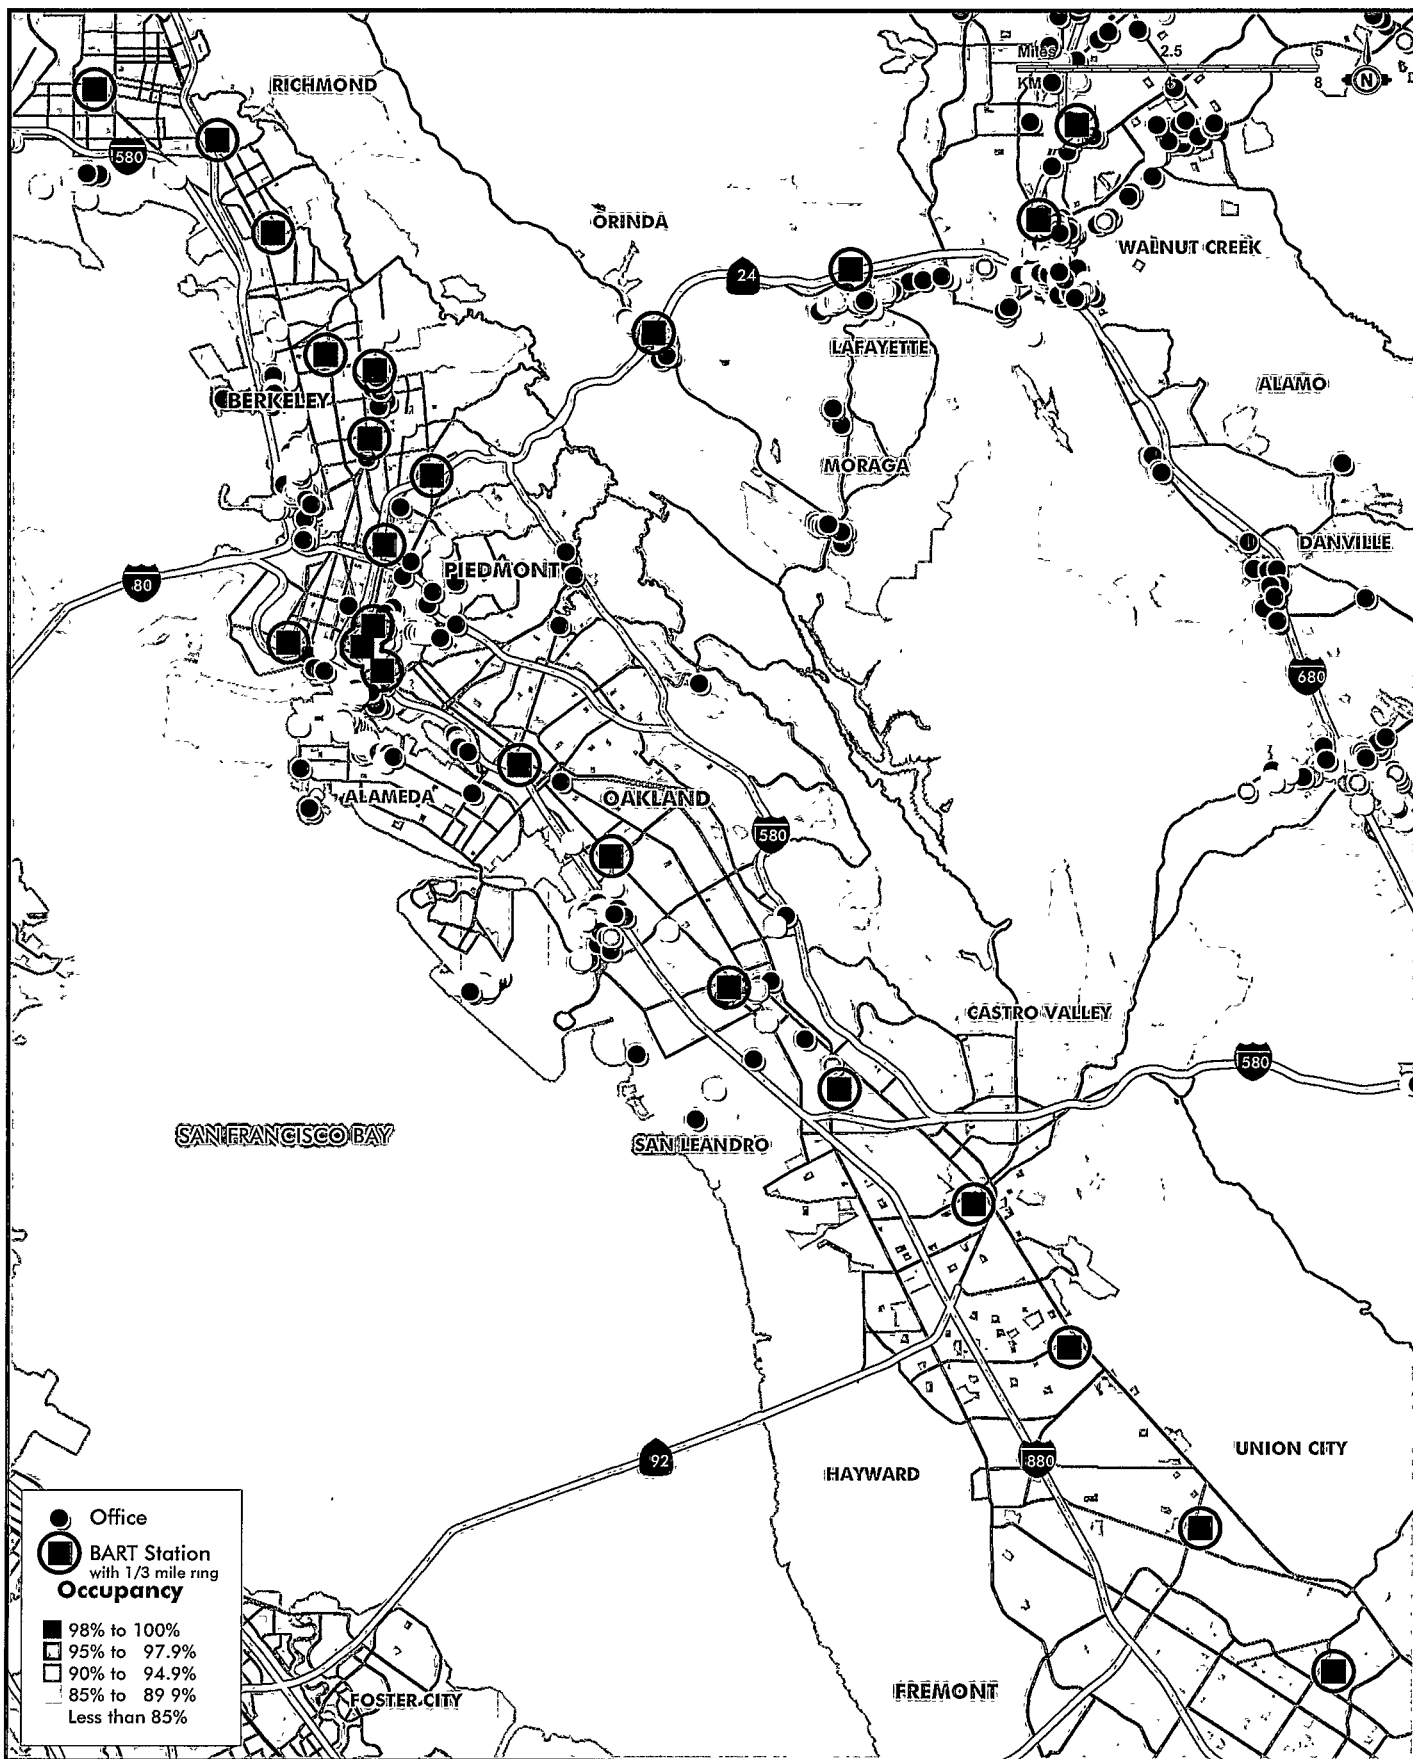 Miles 2.5 5
KM 4 8
N
RICHMOND
580
ORINDA
24
WALNUT CREEK
LAFAYETTE
ALAMO
BERKELEY
MORAGA
DANVILLE
PIEDMONT
80
680
ALAMEDA
OAKLAND
580
CASTRO VALLEY
580
SAN FRANCISCO BAY
SAN LEANDRO
92
HAYWARD
880
UNION CITY
FOSTER CITY
FREMONT
Office
BART Station
with 1/3 mile ring
Occupancy
98% to 100%
95% to 97.9%
90% to 94.9%
85% to 89 9%
Less than 85%